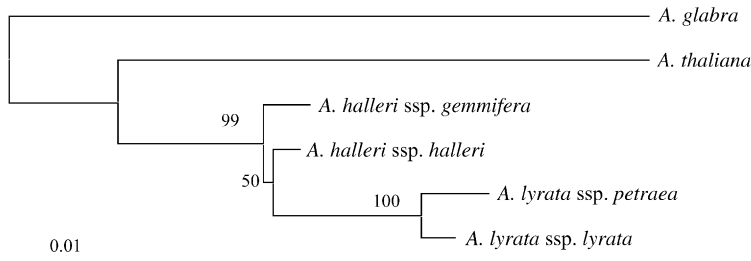 A. glabra
A. thaliana
A. halleri ssp. gemmifera
99
A. halleri ssp. halleri
50
A. lyrata ssp. petraea
100
A. lyrata ssp. lyrata
0.01